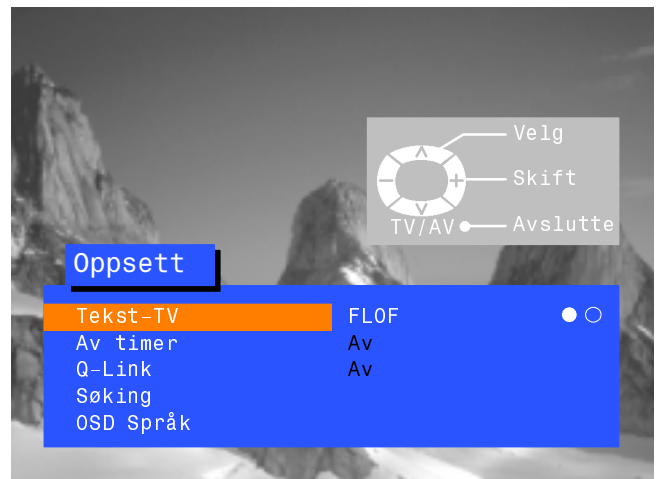 Velg
Skift
TV/AV Avslutte
Oppsett
Tekst-TV FLOF
Av timer Av
Q-Link Av
Søking
OSD Språk